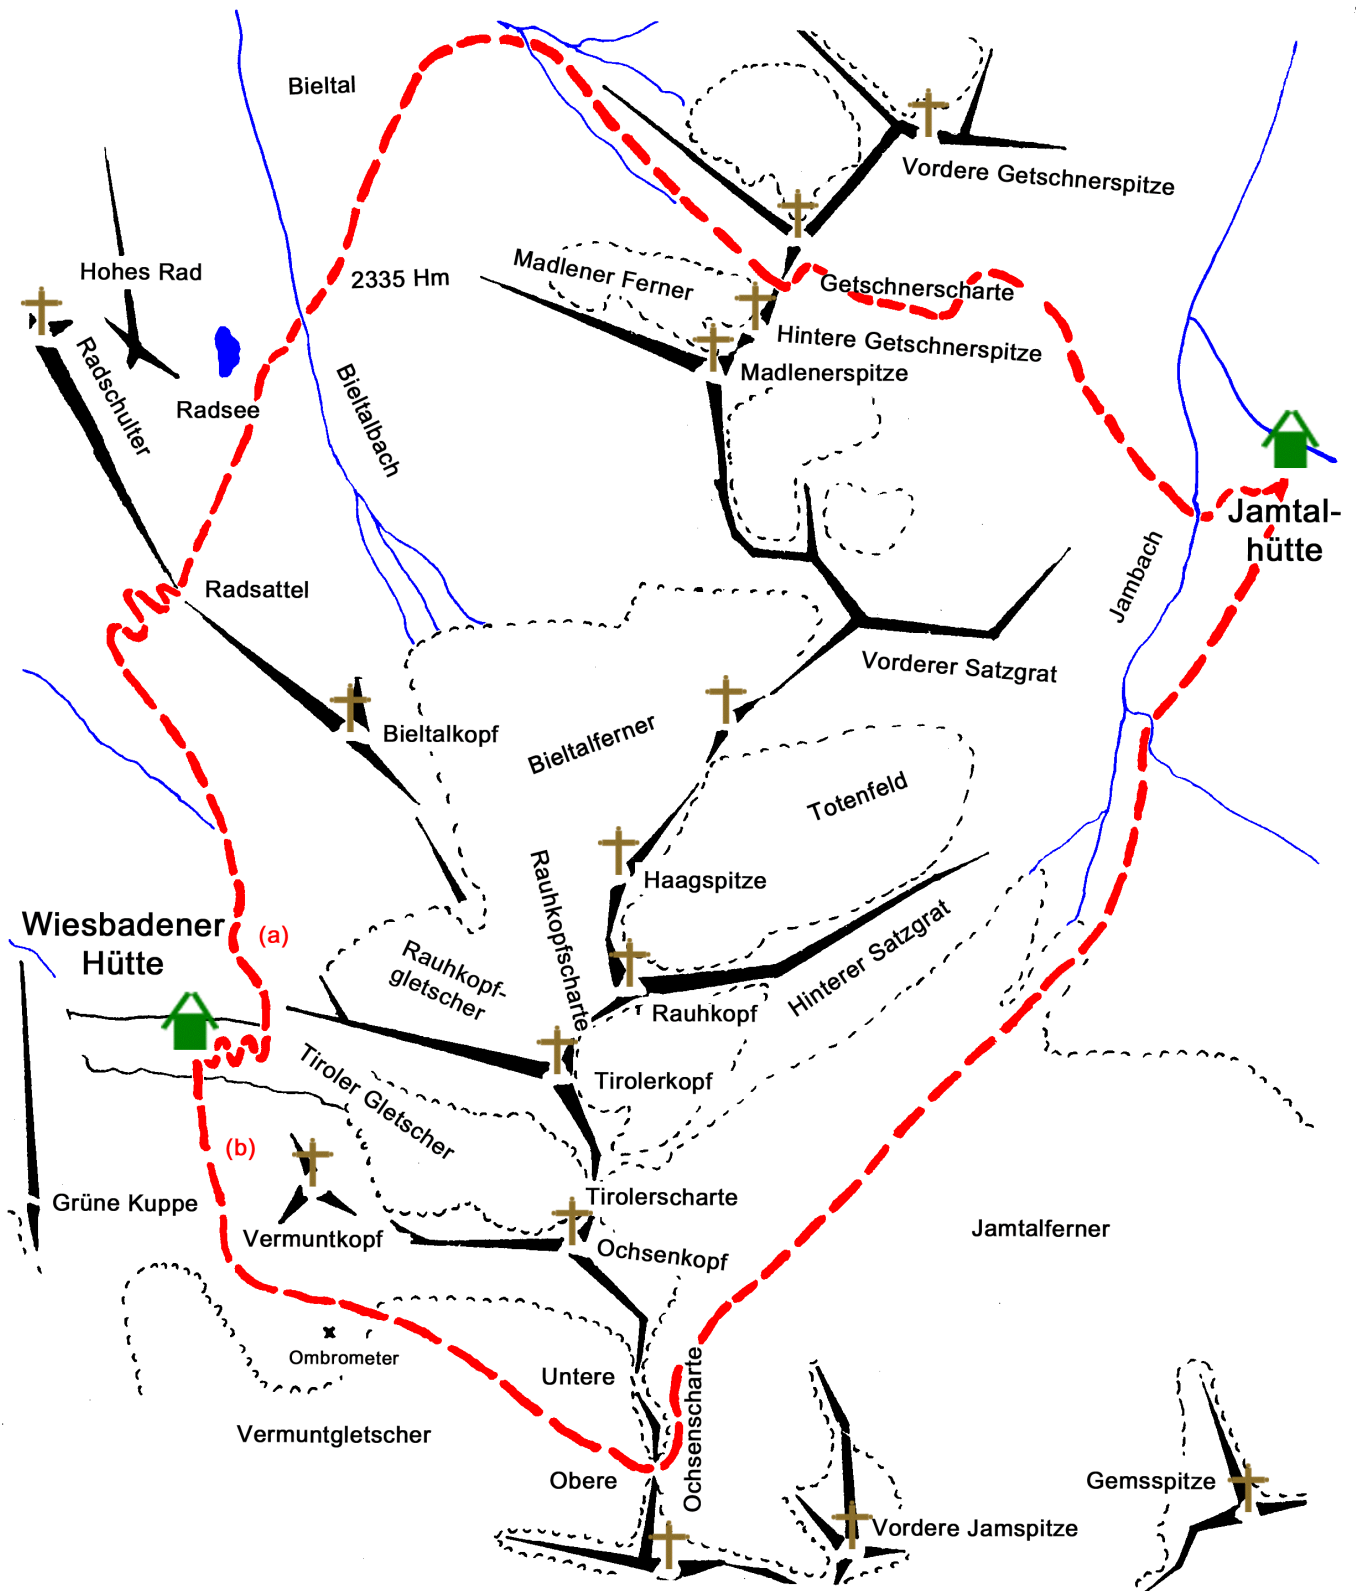 Bieltal
Vordere Getschnerspitze
Hohes Rad
2335 Hm
Madlener Ferner
Getschnerscharte
Hintere Getschnerspitze
Madlenerspitze
Radschulter
Radsee
Bieltalbach
Jamtal-
hütte
Jambach
Radsattel
Vorderer Satzgrat
Bieltalkopf
Bieltalferner
Totenfeld
Haagspitze
Rauhkopfscharte
Wiesbadener
Hütte
(a)
Rauhkopf-
gletscher
Hinterer Satzgrat
Rauhkopf
Tiroler Gletscher
Tirolerkopf
(b)
Grüne Kuppe
Tirolerscharte
Vermuntkopf
Ochsenkopf
Jamtalferner
Ombrometer
Untere
Ochsenscharte
Vermuntgletscher
Obere
Gemsspitze
Vordere Jamspitze